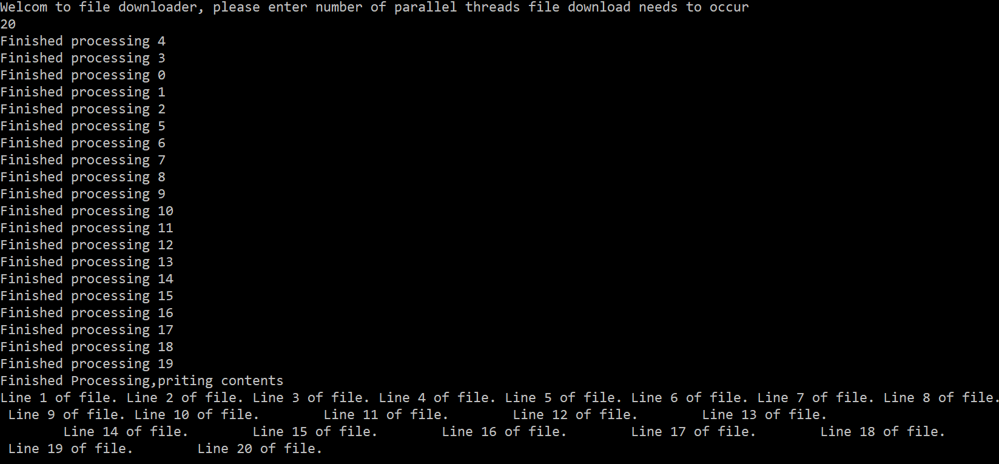 Welcom to file downloader, please enter number of parallel threads file download needs to occur
20
Finished processing 4
Finished processing 3
Finished processing 0
Finished processing 1
Finished processing 2
Finished processing 5
Finished processing 6
Finished processing 7
Finished processing 8
Finished processing 9
Finished processing 10
Finished processing 11
Finished processing 12
Finished processing 13
Finished processing 14
Finished processing 15
Finished processing 16
Finished processing 17
Finished processing 18
Finished processing 19
Finished Processing,priting contents
Line 1 of file. Line 2 of file. Line 3 of file. Line 4 of file. Line 5 of file. Line 6 of file. Line 7 of file. Line 8 of file.
 Line 9 of file. Line 10 of file.        Line 11 of file.        Line 12 of file.        Line 13 of file.
        Line 14 of file.        Line 15 of file.        Line 16 of file.        Line 17 of file.        Line 18 of file.
 Line 19 of file.        Line 20 of file.